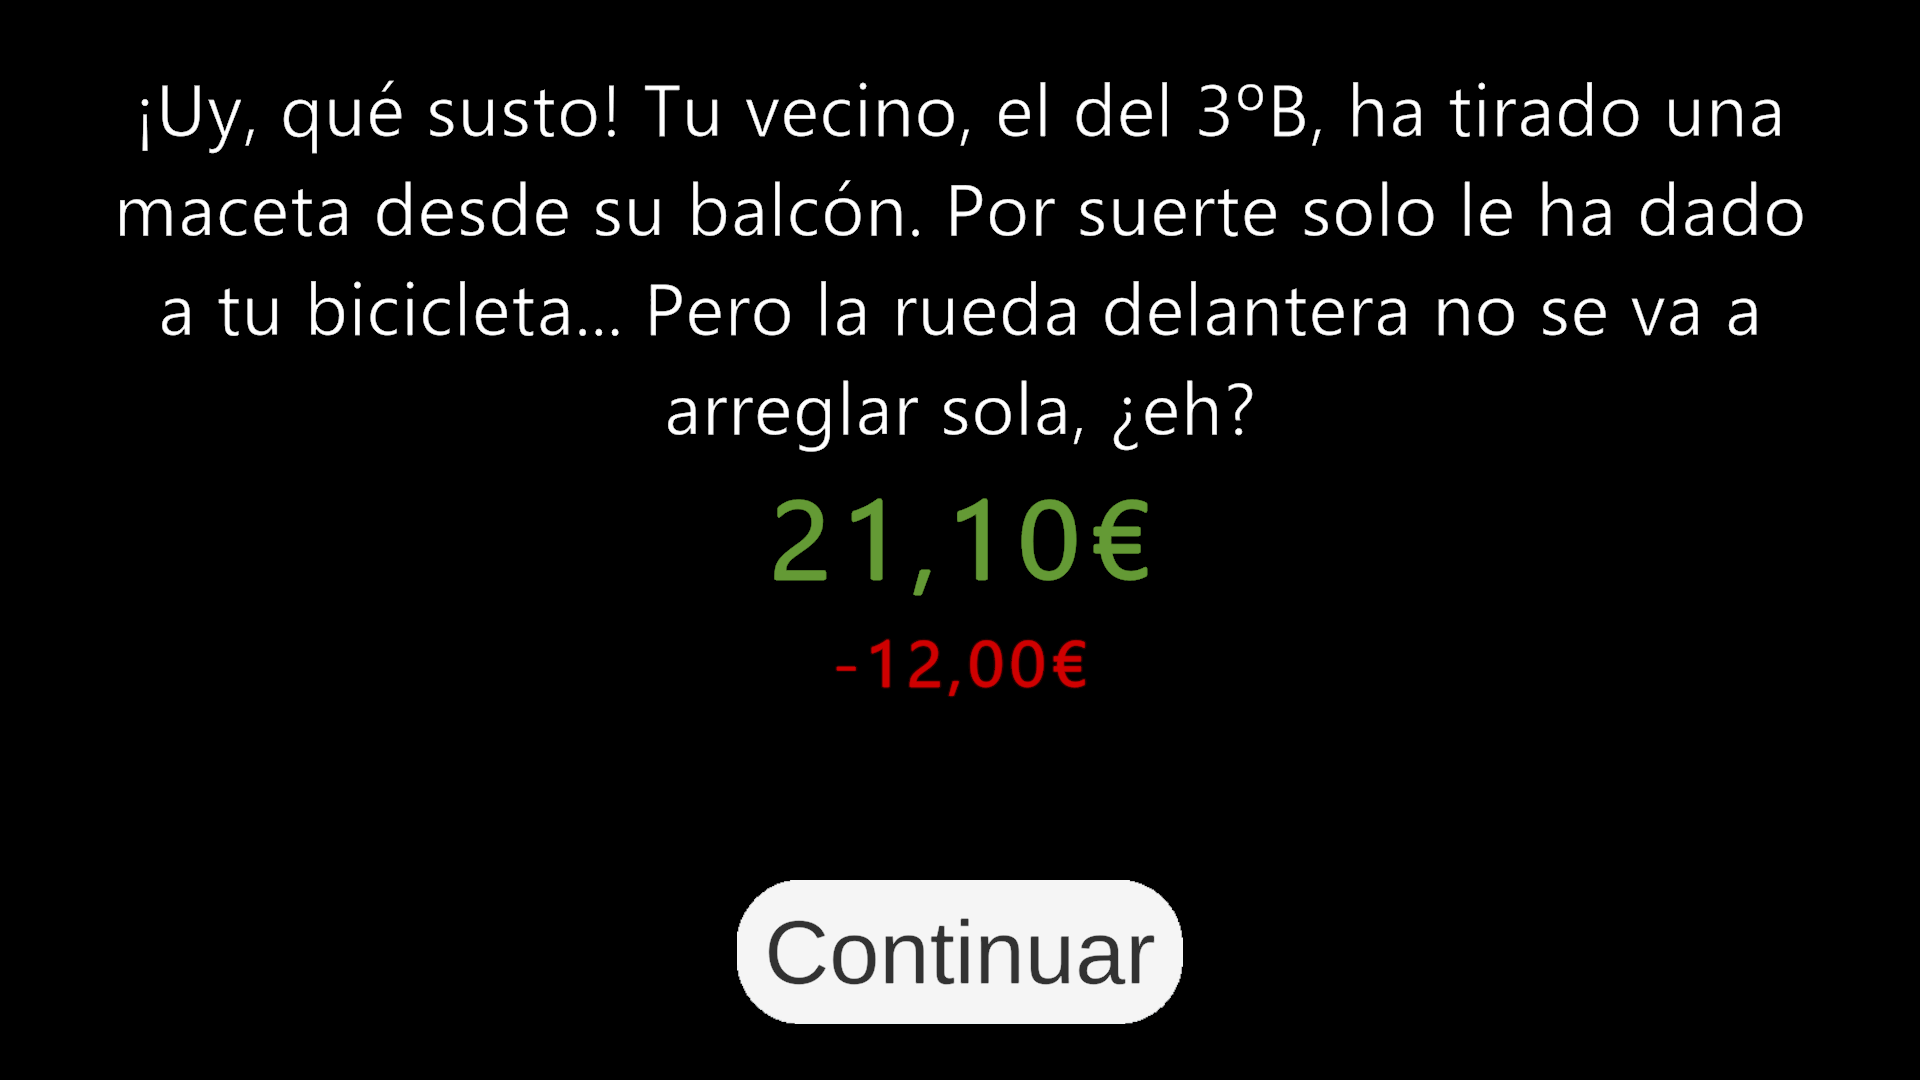 ¡Uy, qué susto! Tu vecino, el del 3ºB, ha tirado una
maceta desde su balcón. Por suerte solo le ha dado
a tu bicicleta... Pero la rueda delantera no se va a
arreglar sola, ¿eh?
21,10€
-12,00€
Continuar